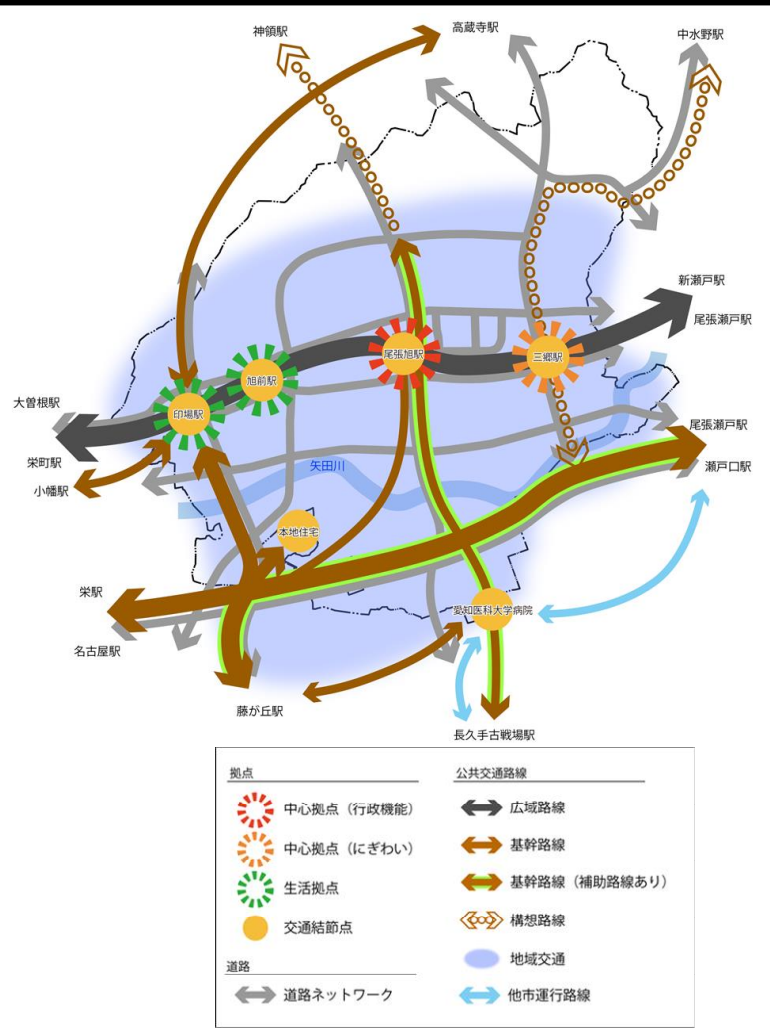 高蔵寺駅
神領駅
中水野駅
新瀬戸駅
尾張瀬戸駅
尾張旭駅
三郷駅
旭前駅
大曽根駅
印場駅
尾張瀬戸駅
栄町駅
矢田川
瀬戸口駅
小幡駅
本地住宅
栄駅
愛知医科大学病院
名古屋駅
藤が丘駅
長久手古戦場駅
拠点
中心拠点(行政機能)
中心拠点(にぎわい)
生活拠点
交通結節点
道路
道路ネットワーク
公共交通路線
広域路線
基幹路線
基幹路線(補助路線あり)
構想路線
地域交通
他市運行路線